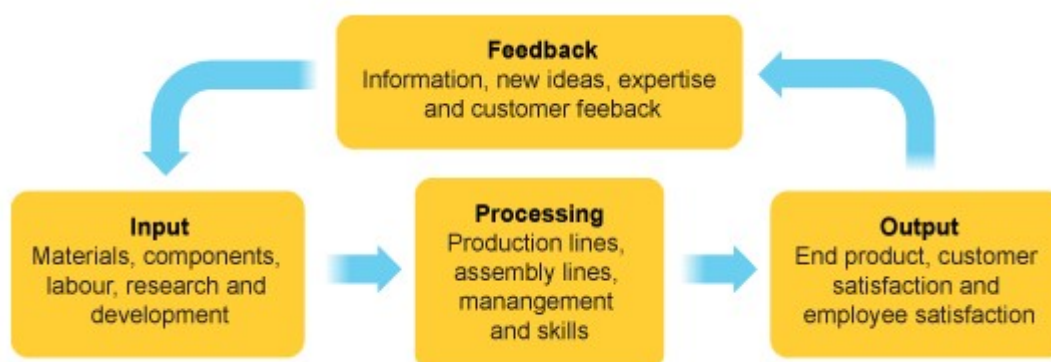 Feedback
Information, new ideas, expertise
and customer feeback
Input
Materials, components,
labour, research and
development
Processing
Production lines,
assembly lines,
manangement
and skills
Output
End product, customer
satisfaction and
employee satisfaction